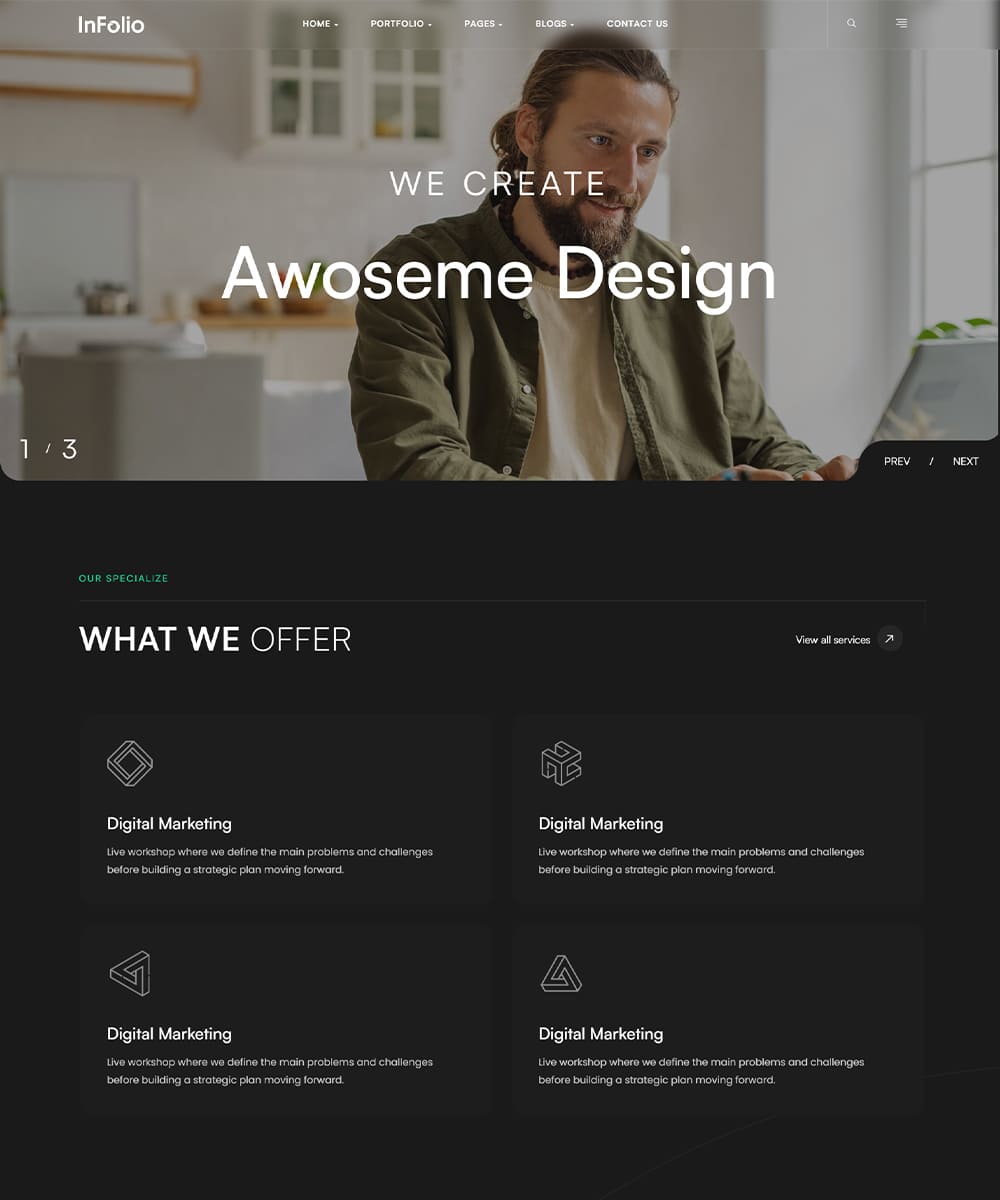 InFolio
HOME PORTFOLIO PAGES BLOGS CONTACT US
WE CREATE
Awoseme Design
1 / 3
PREV / NEXT
OUR SPECIALIZE
WHAT WE OFFER
View all services
Digital Marketing
Live workshop where we define the main problems and challenges
before building a strategic plan moving forward.
Digital Marketing
Live workshop where we define the main problems and challenges
before building a strategic plan moving forward.
Digital Marketing
Live workshop where we define the main problems and challenges
before building a strategic plan moving forward.
Digital Marketing
Live workshop where we define the main problems and challenges
before building a strategic plan moving forward.